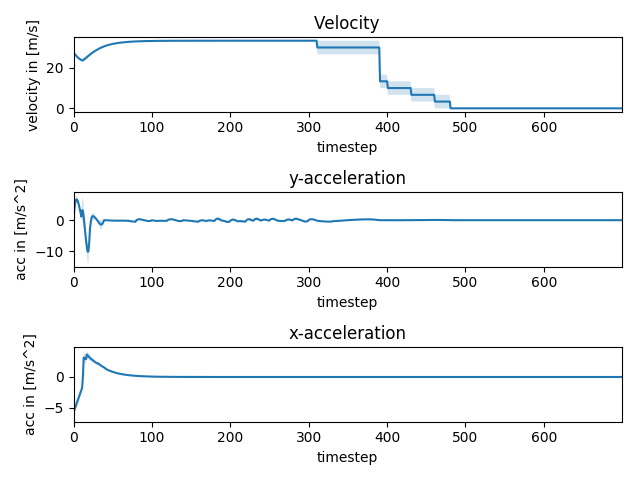 Velocity
velocity in [m/s]
20
0
0 100 200 300 400 500 600
timestep
y-acceleration
acc in [m/s^2]
0
−10
0 100 200 300 400 500 600
timestep
x-acceleration
acc in [m/s^2]
0
−5
0 100 200 300 400 500 600
timestep